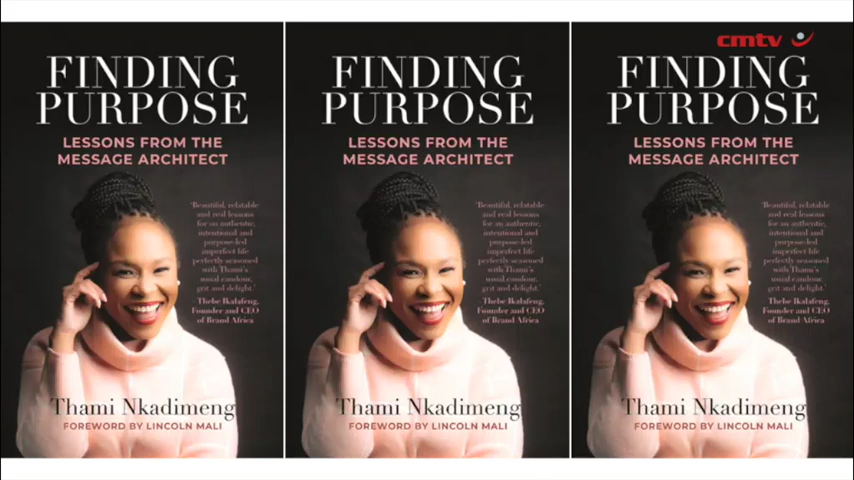 cmtv
FINDING
PURPOSE
LESSONS FROM THE
MESSAGE ARCHITECT
'Beautiful, relatable
and real lessons
for an authentic,
intentional and
purpose-led
imperfect life
perfectly seasoned
with Thami's
usual candour,
grit and delight.'
- Thebe Ikalafeng,
Founder and CEO
of Brand Africa
Thami Nkadimeng
FOREWORD BY LINCOLN MALI
FINDING
PURPOSE
LESSONS FROM THE
MESSAGE ARCHITECT
'Beautiful, relatable
and real lessons
for an authentic,
intentional and
purpose-led
imperfect life
perfectly seasoned
with Thami's
usual candour,
grit and delight.'
- Thebe Ikalafeng,
Founder and CEO
of Brand Africa
Thami Nkadimeng
FOREWORD BY LINCOLN MALI
FINDING
PURPOSE
LESSONS FROM THE
MESSAGE ARCHITECT
'Beautiful, relatable
and real lessons
for an authentic,
intentional and
purpose-led
imperfect life
perfectly seasoned
with Thami's
usual candour,
grit and delight.'
- Thebe Ikalafeng,
Founder and CEO
of Brand Africa
Thami Nkadimeng
FOREWORD BY LINCOLN MALI